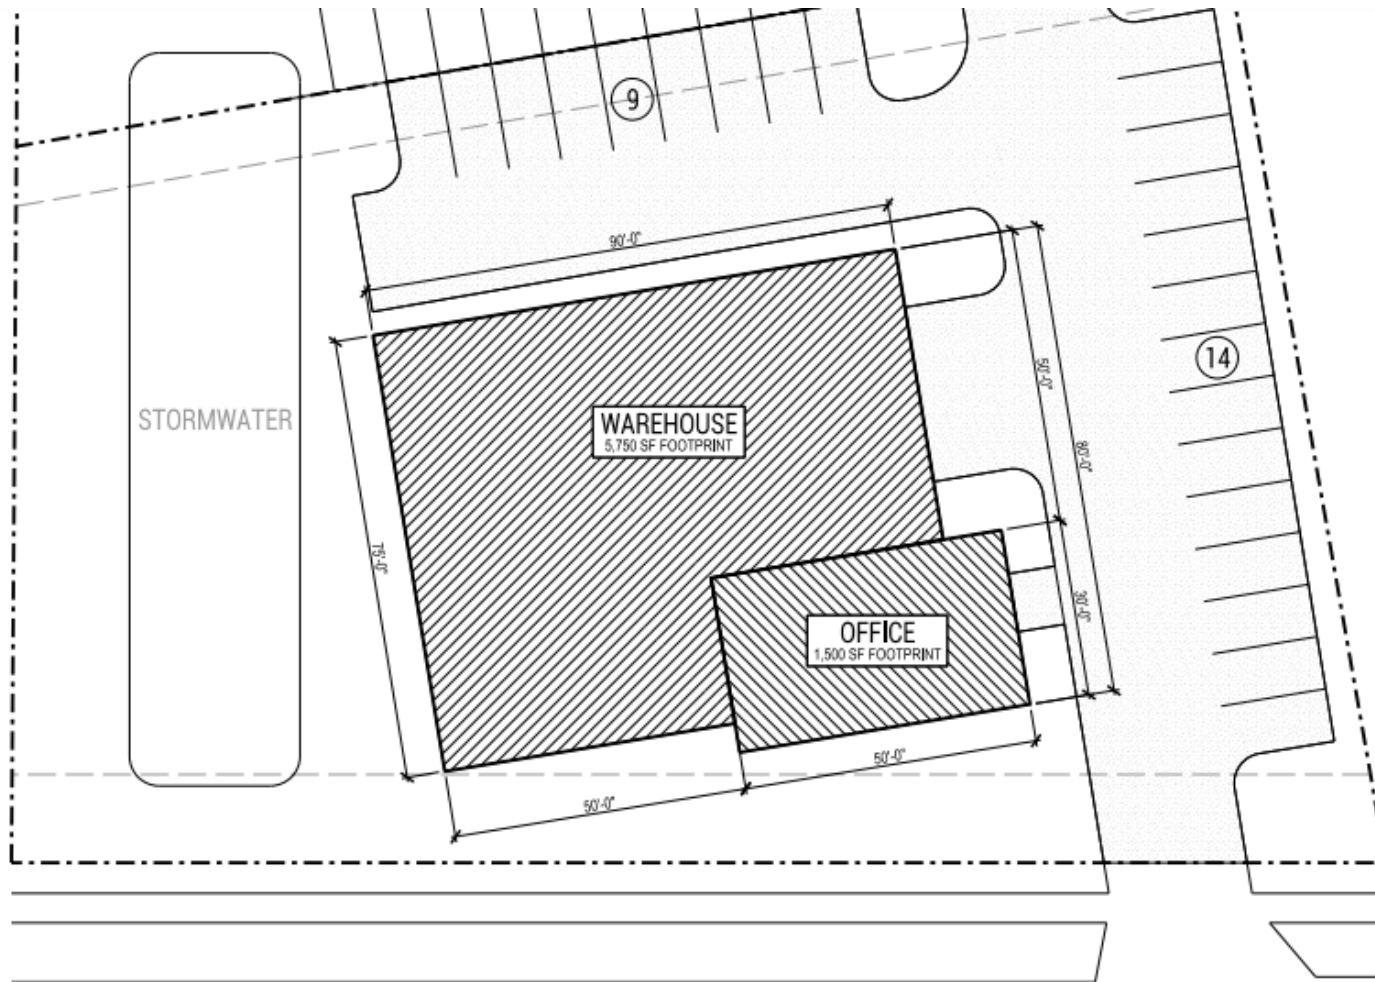 9
90'-0"
50'-0"
14
STORMWATER
WAREHOUSE
5,750 SF FOOTPRINT
80'-0"
75'-0"
30'-0"
OFFICE
1,500 SF FOOTPRINT
50'-0"
50'-0"